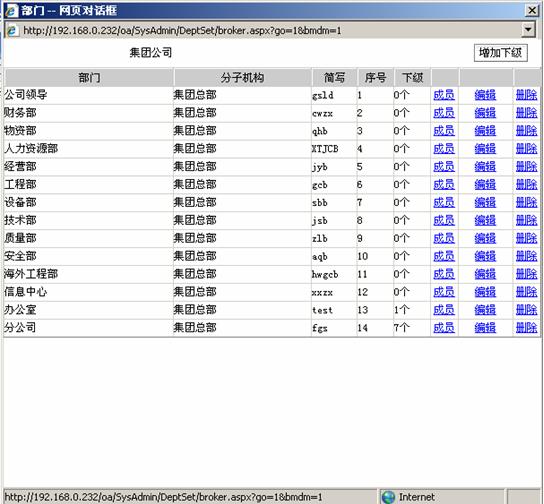 部门 -- 网页对话框
http://192.168.0.232/oa/SysAdmin/DeptSet/broker.aspx?go=1&bmdm=1
集团公司 增加下级
部门 分子机构 简写 序号 下级
公司领导 集团总部 gsld 1 0个 成员 编辑 删除
财务部 集团总部 cwzx 2 0个 成员 编辑 删除
物资部 集团总部 qhb 3 0个 成员 编辑 删除
人力资源部 集团总部 XTJCB 4 0个 成员 编辑 删除
经营部 集团总部 jyb 5 0个 成员 编辑 删除
工程部 集团总部 gcb 6 0个 成员 编辑 删除
设备部 集团总部 sbb 7 0个 成员 编辑 删除
技术部 集团总部 jsb 8 0个 成员 编辑 删除
质量部 集团总部 zlb 9 0个 成员 编辑 删除
安全部 集团总部 aqb 10 0个 成员 编辑 删除
海外工程部 集团总部 hwgcb 11 0个 成员 编辑 删除
信息中心 集团总部 xxzx 12 0个 成员 编辑 删除
办公室 集团总部 test 13 1个 成员 编辑 删除
分公司 集团总部 fgs 14 7个 成员 编辑 删除
http://192.168.0.232/oa/SysAdmin/DeptSet/broker.aspx?go=1&bmdm=1 Internet